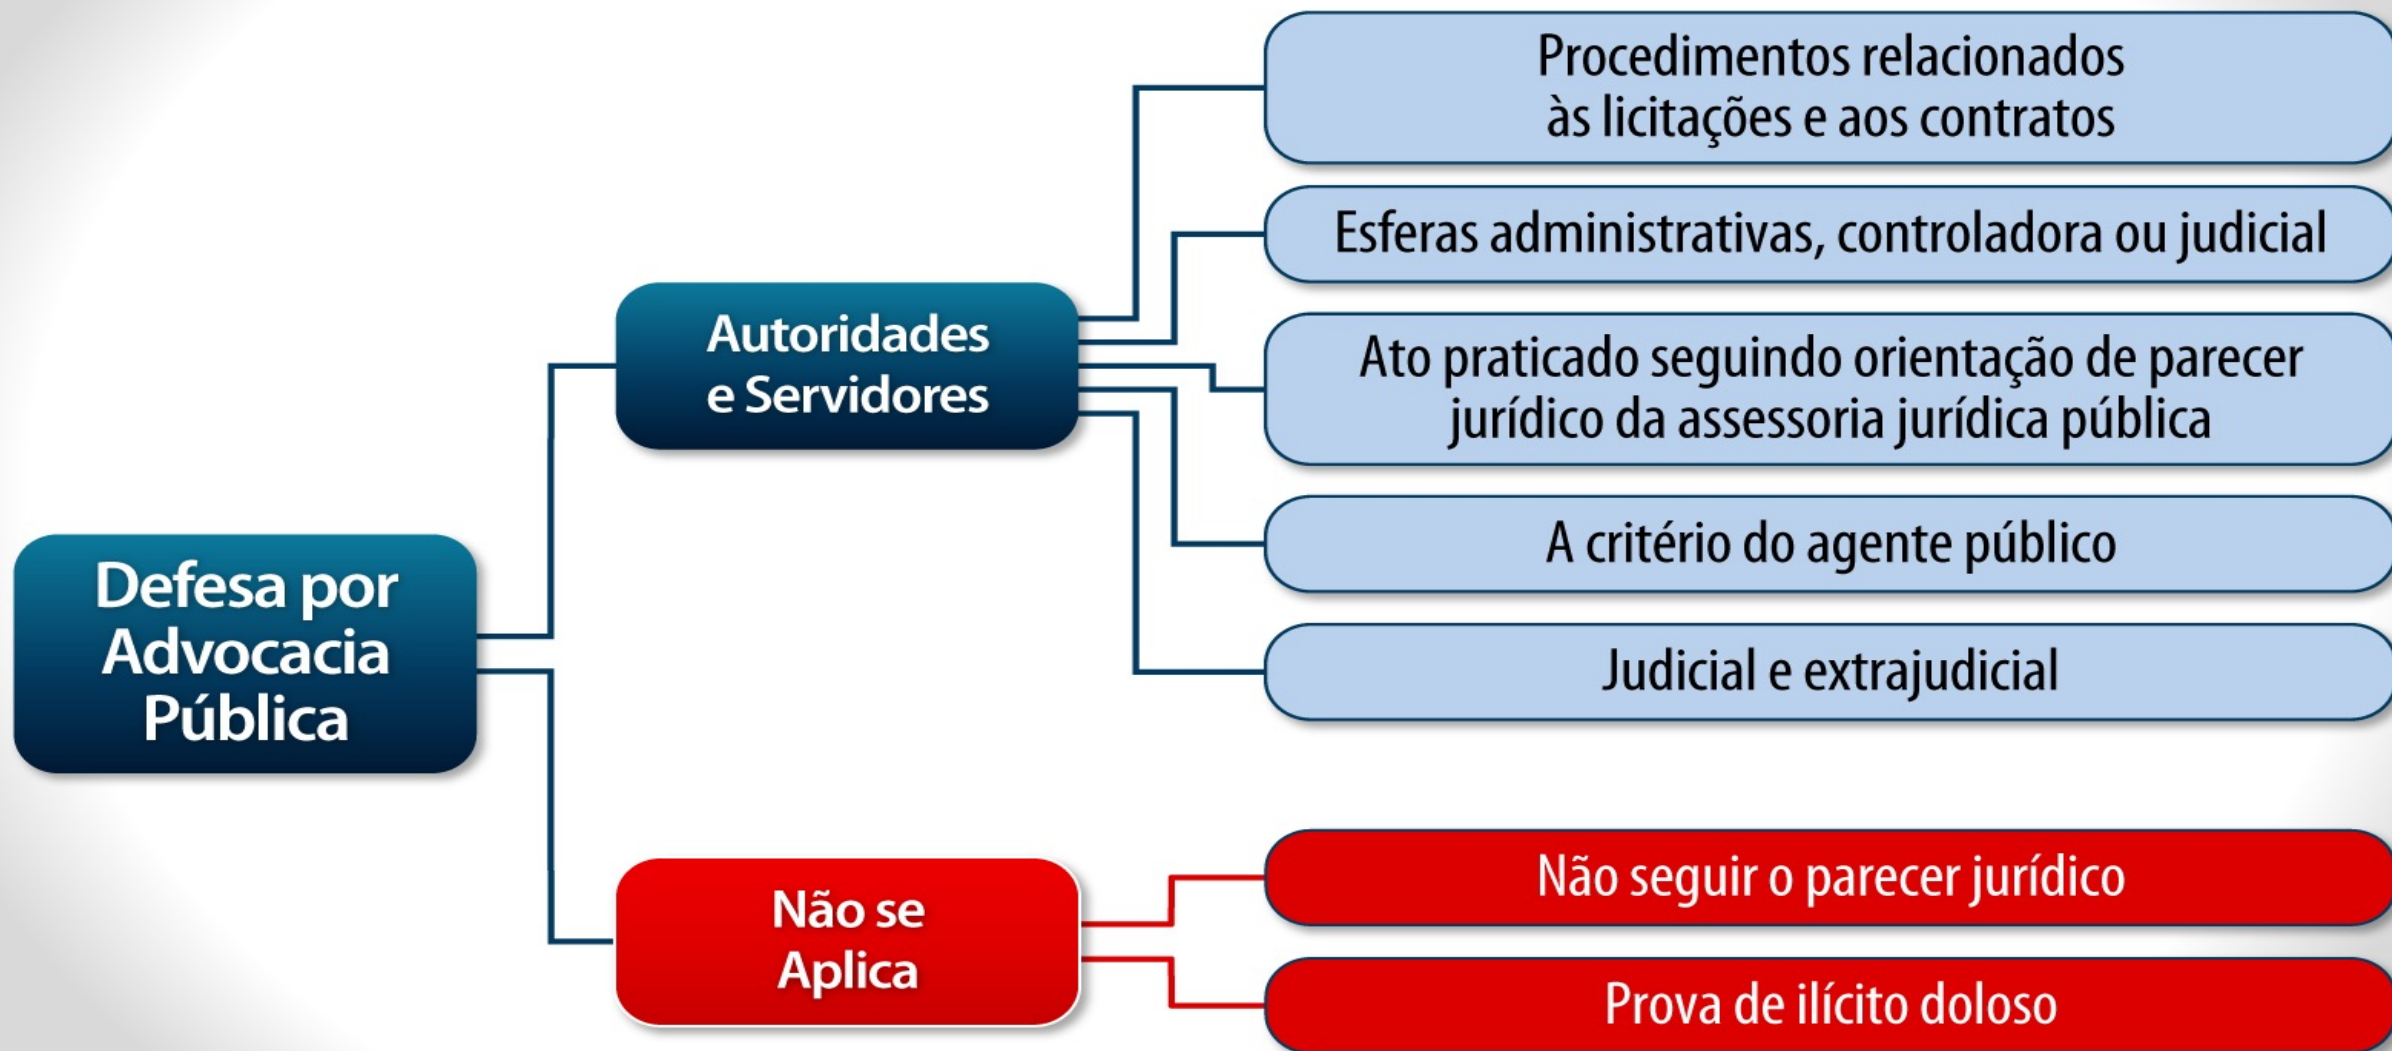 Defesa por
Advocacia
Pública
Autoridades
e Servidores
Procedimentos relacionados
às licitações e aos contratos
Esferas administrativas, controladora ou judicial
Ato praticado seguindo orientação de parecer
jurídico da assessoria jurídica pública
A critério do agente público
Judicial e extrajudicial
Não se
Aplica
Não seguir o parecer jurídico
Prova de ilícito doloso